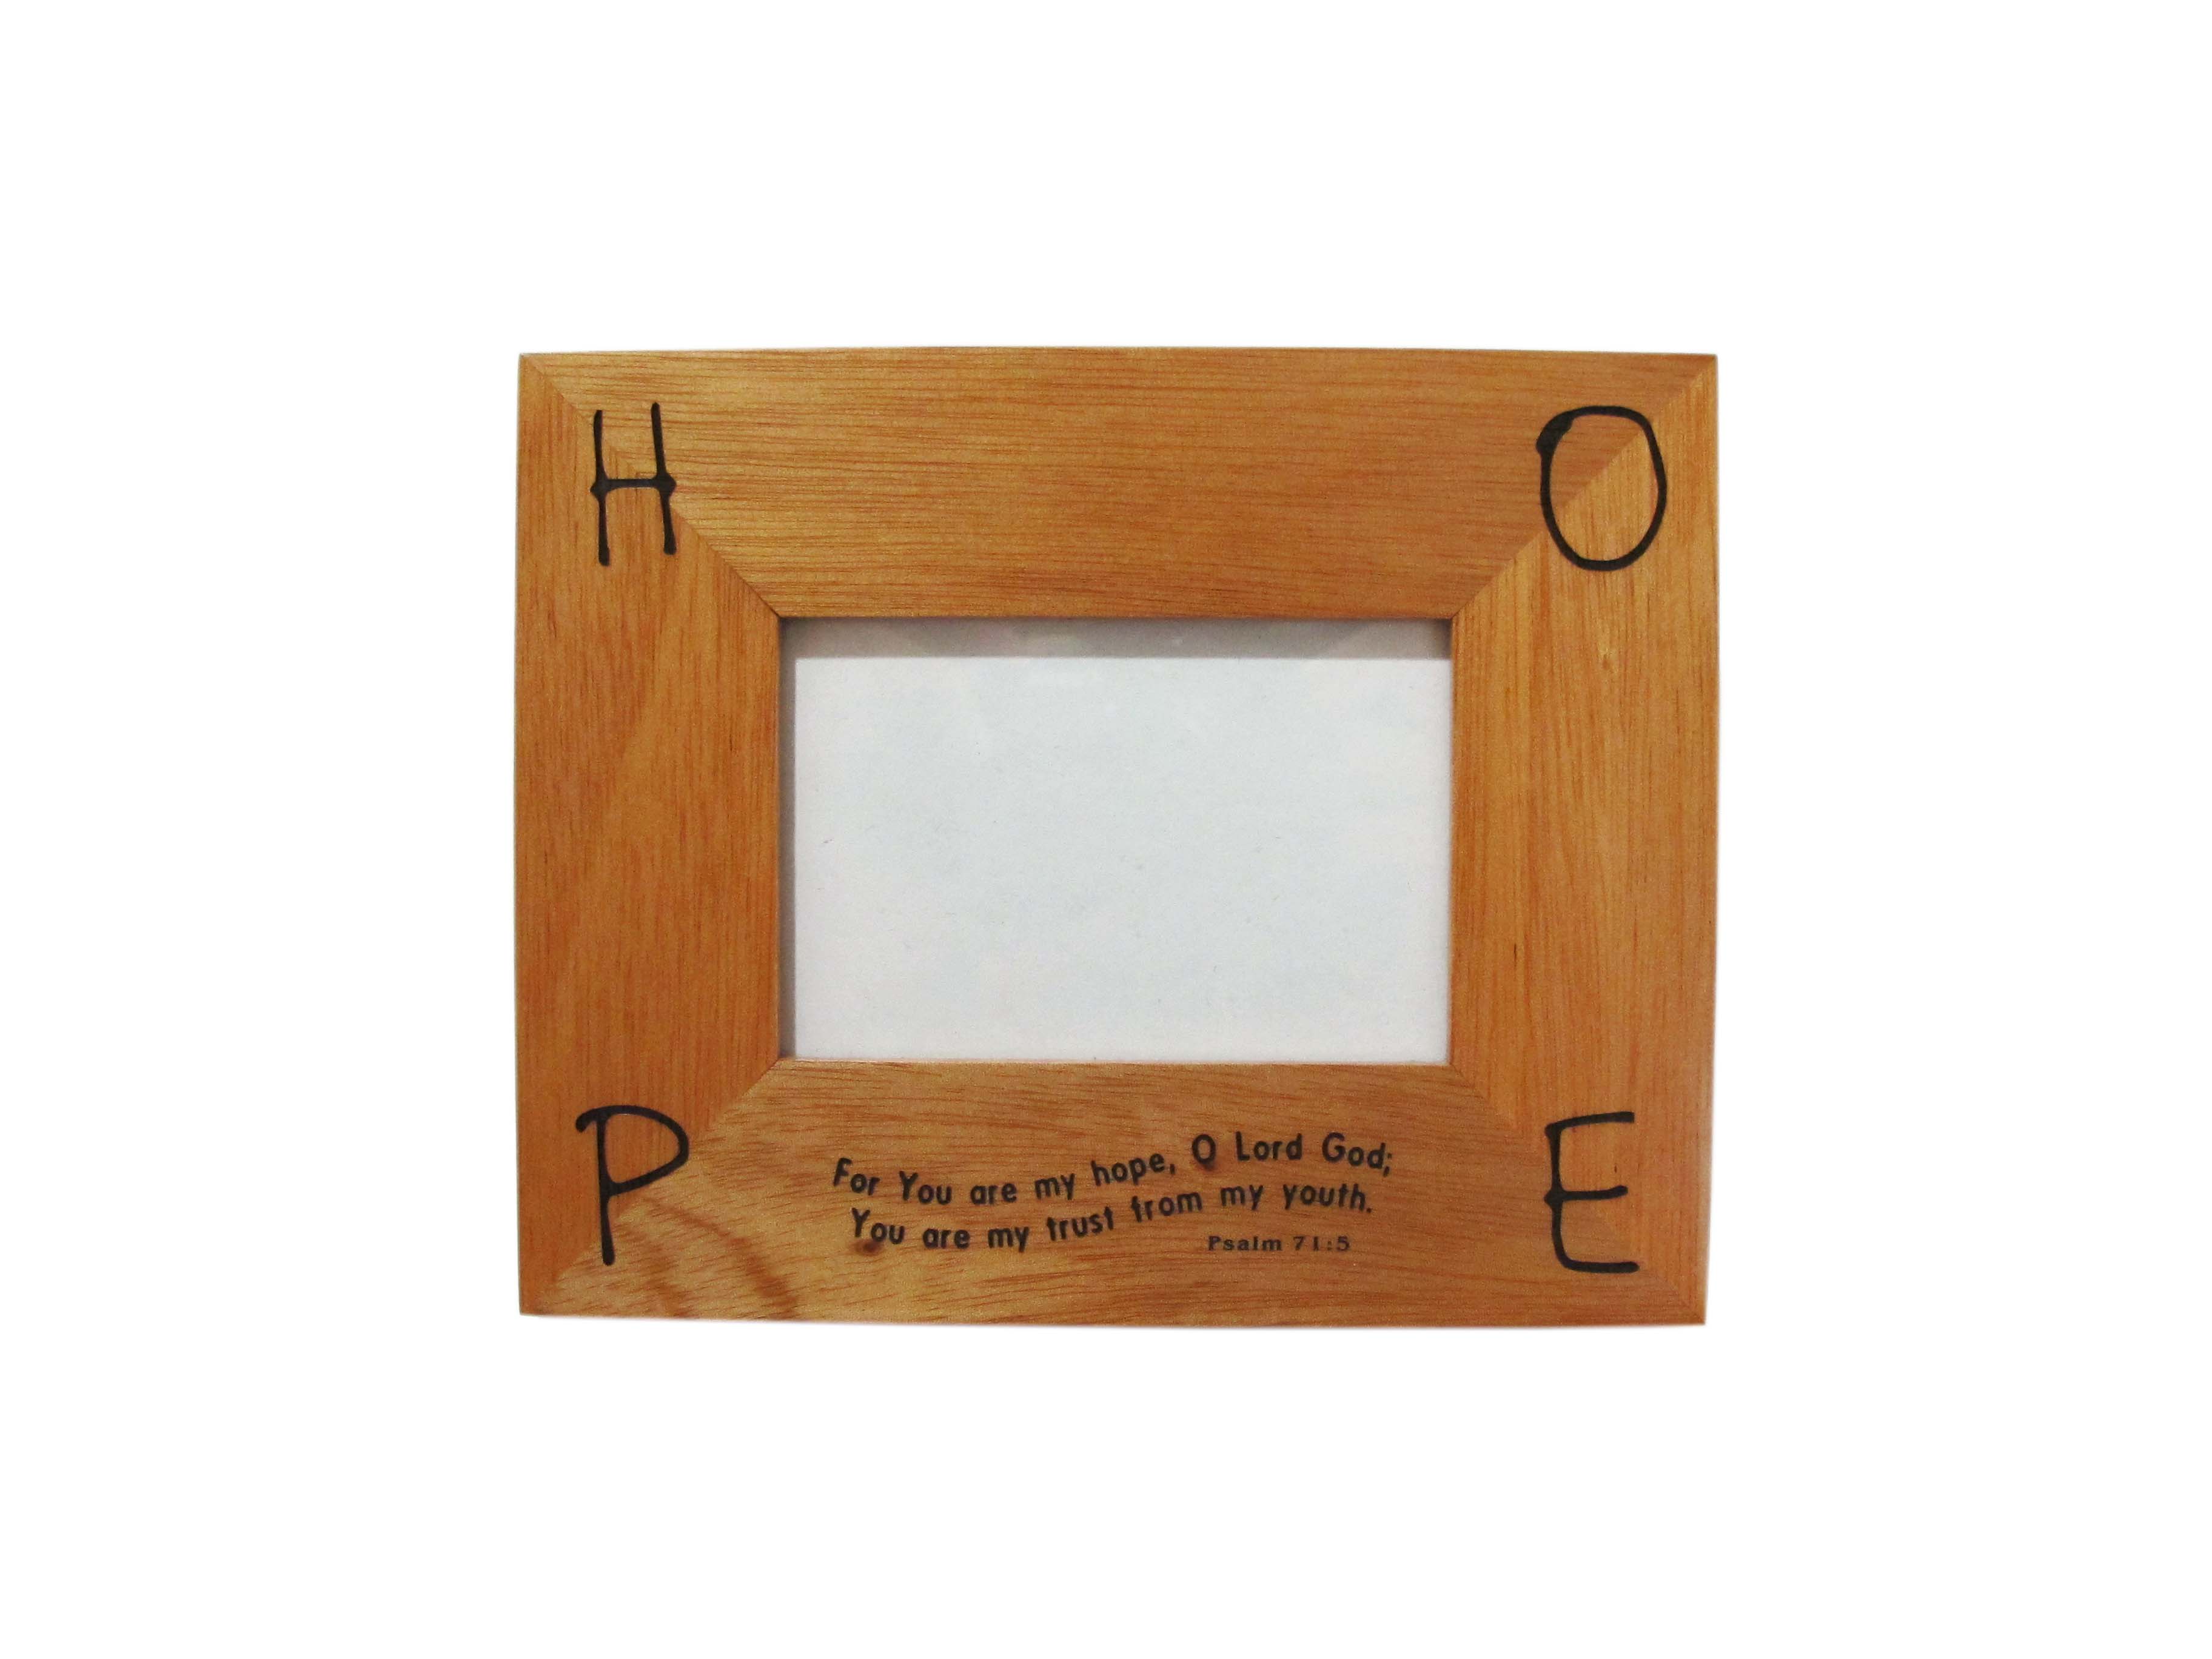 H O
P E
For You are my hope, O Lord God;
You are my trust from my youth.
Psalm 71:5